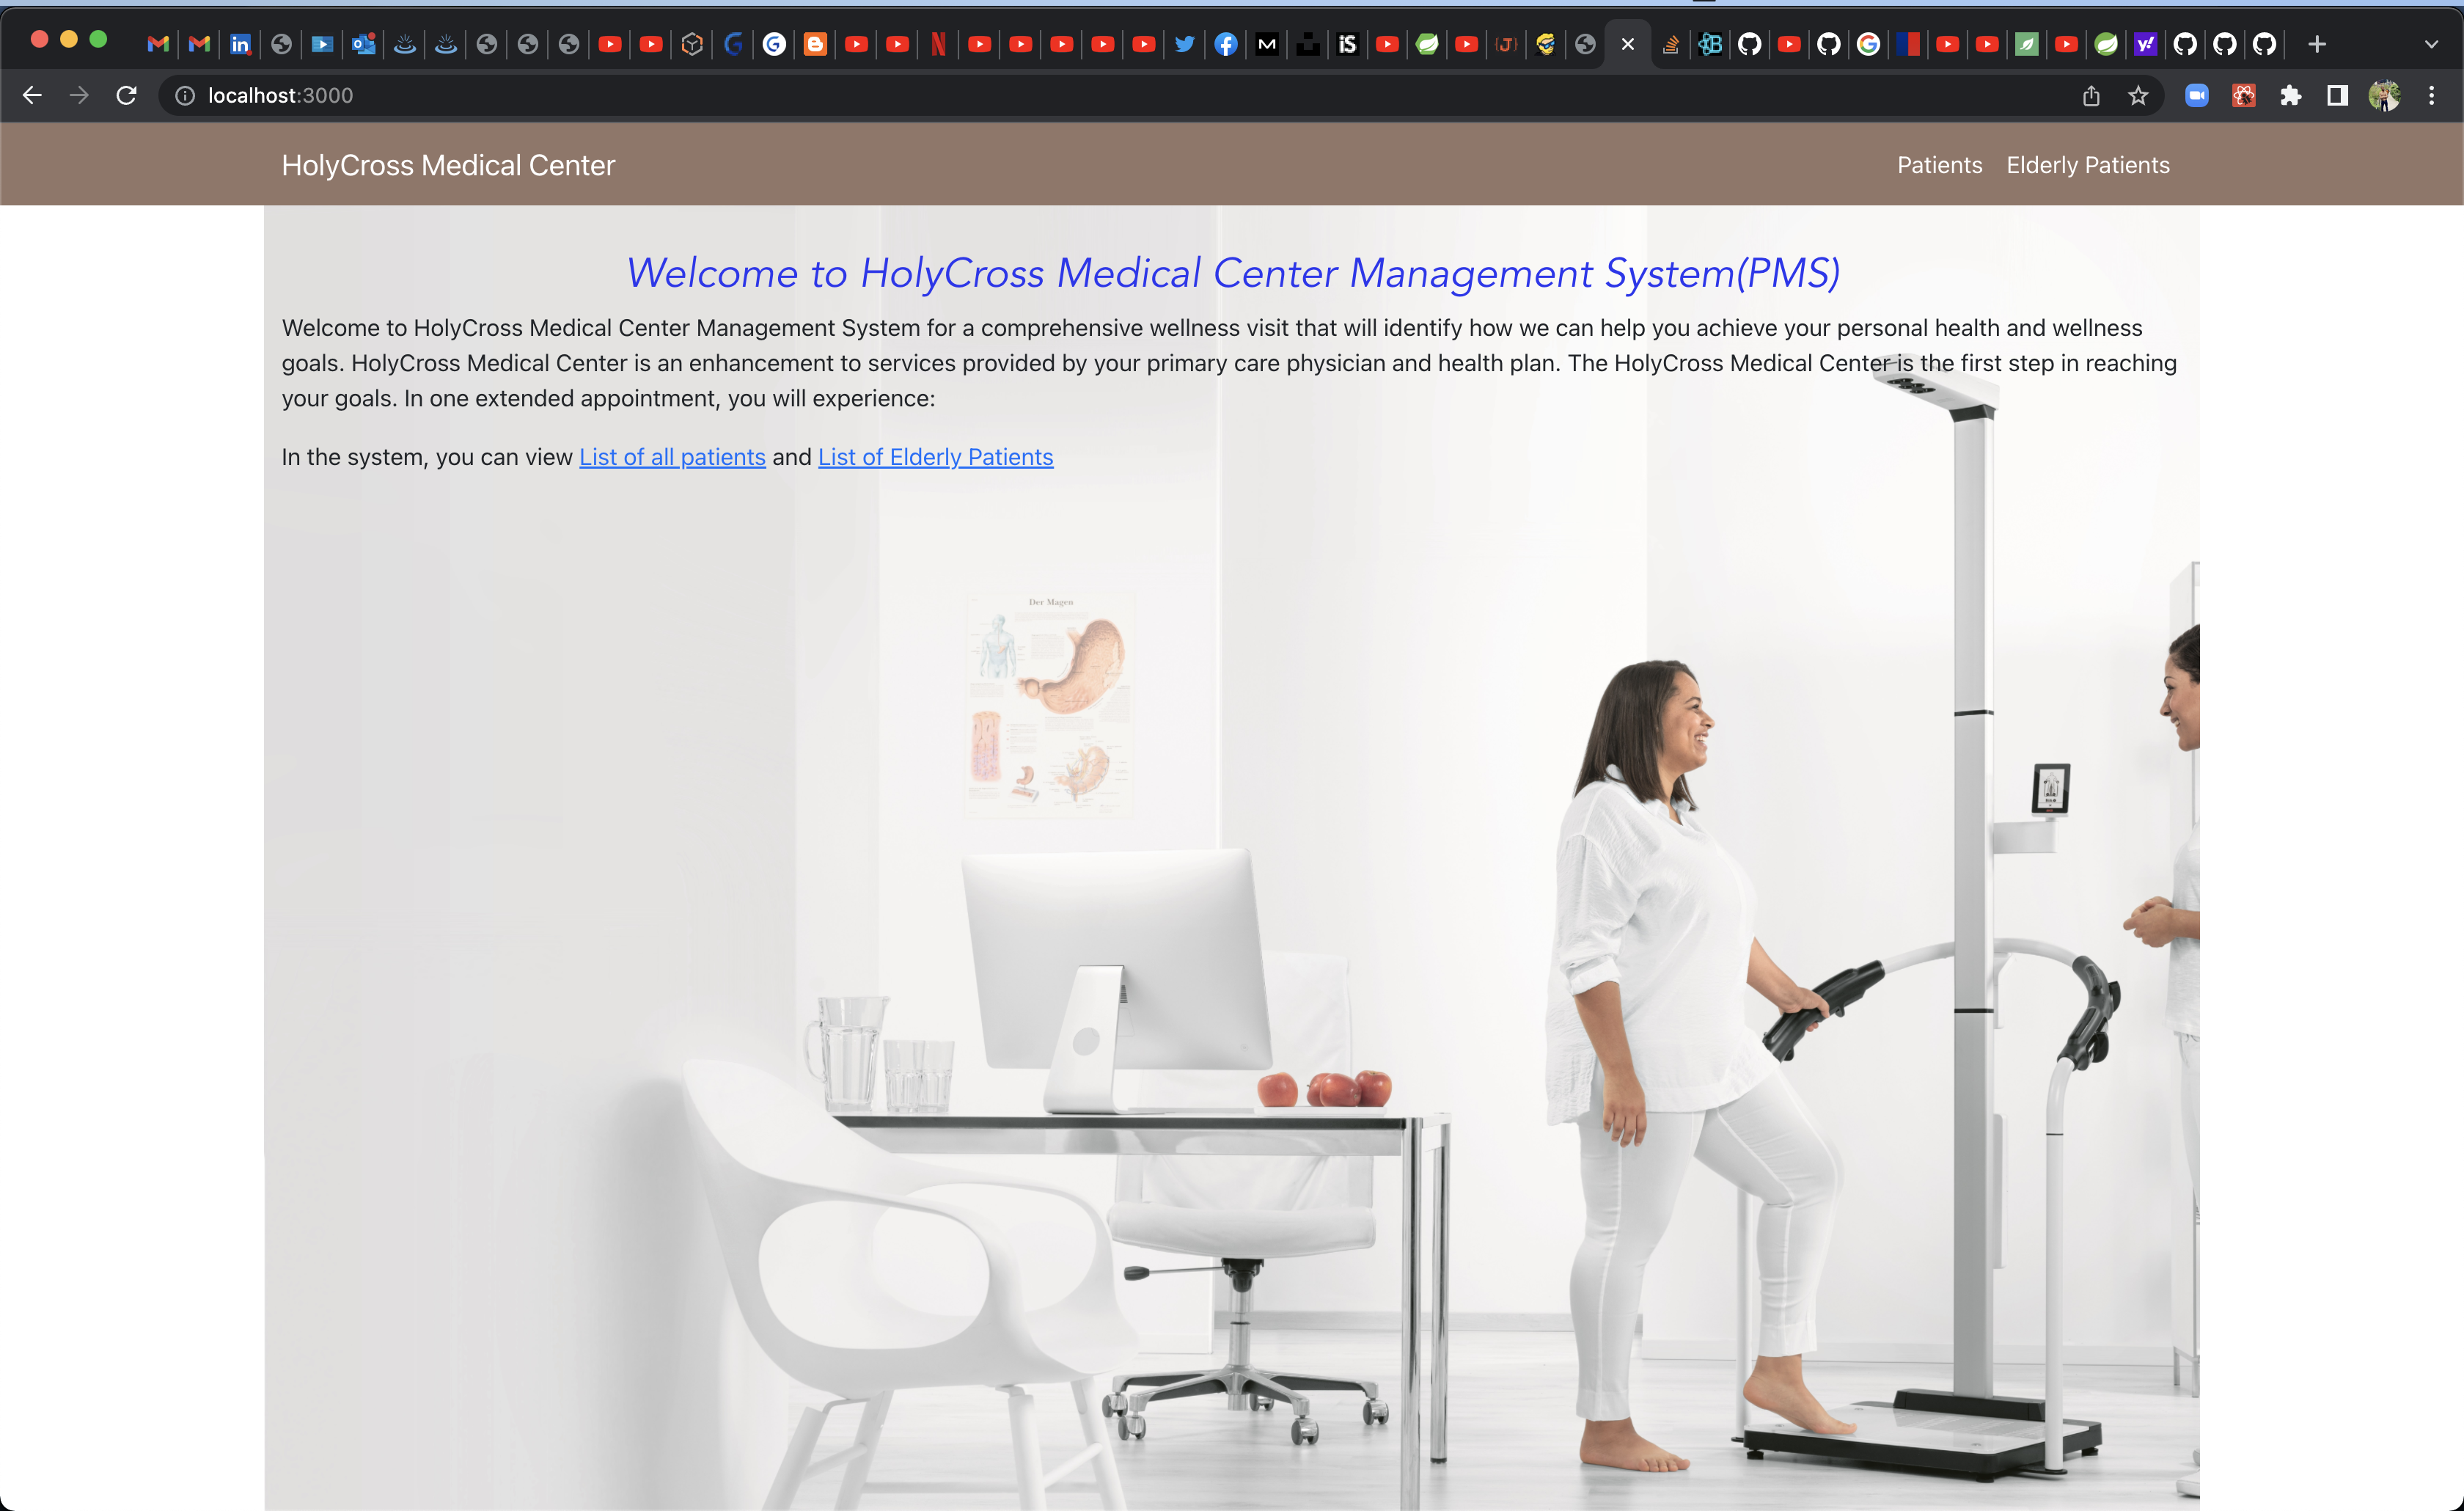 localhost:3000
HolyCross Medical Center
Patients Elderly Patients
Welcome to HolyCross Medical Center Management System(PMS)
Welcome to HolyCross Medical Center Management System for a comprehensive wellness visit that will identify how we can help you achieve your personal health and wellness
goals. HolyCross Medical Center is an enhancement to services provided by your primary care physician and health plan. The HolyCross Medical Center is the first step in reaching
your goals. In one extended appointment, you will experience:
In the system, you can view List of all patients and List of Elderly Patients
Der Magen